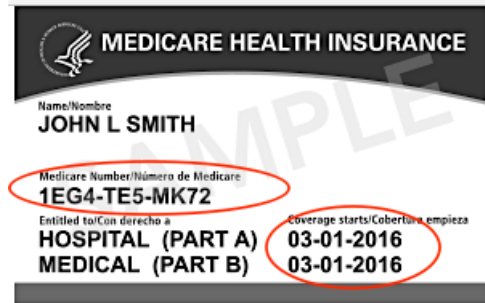 MEDICARE HEALTH INSURANCE
Name/Nombre
JOHN L SMITH
Medicare Number/Número de Medicare
1EG4-TE5-MK72
Entitled to/Con derecho a Coverage starts/Cobertura empieza
HOSPITAL (PART A) 03-01-2016
MEDICAL (PART B) 03-01-2016
SAMPLE